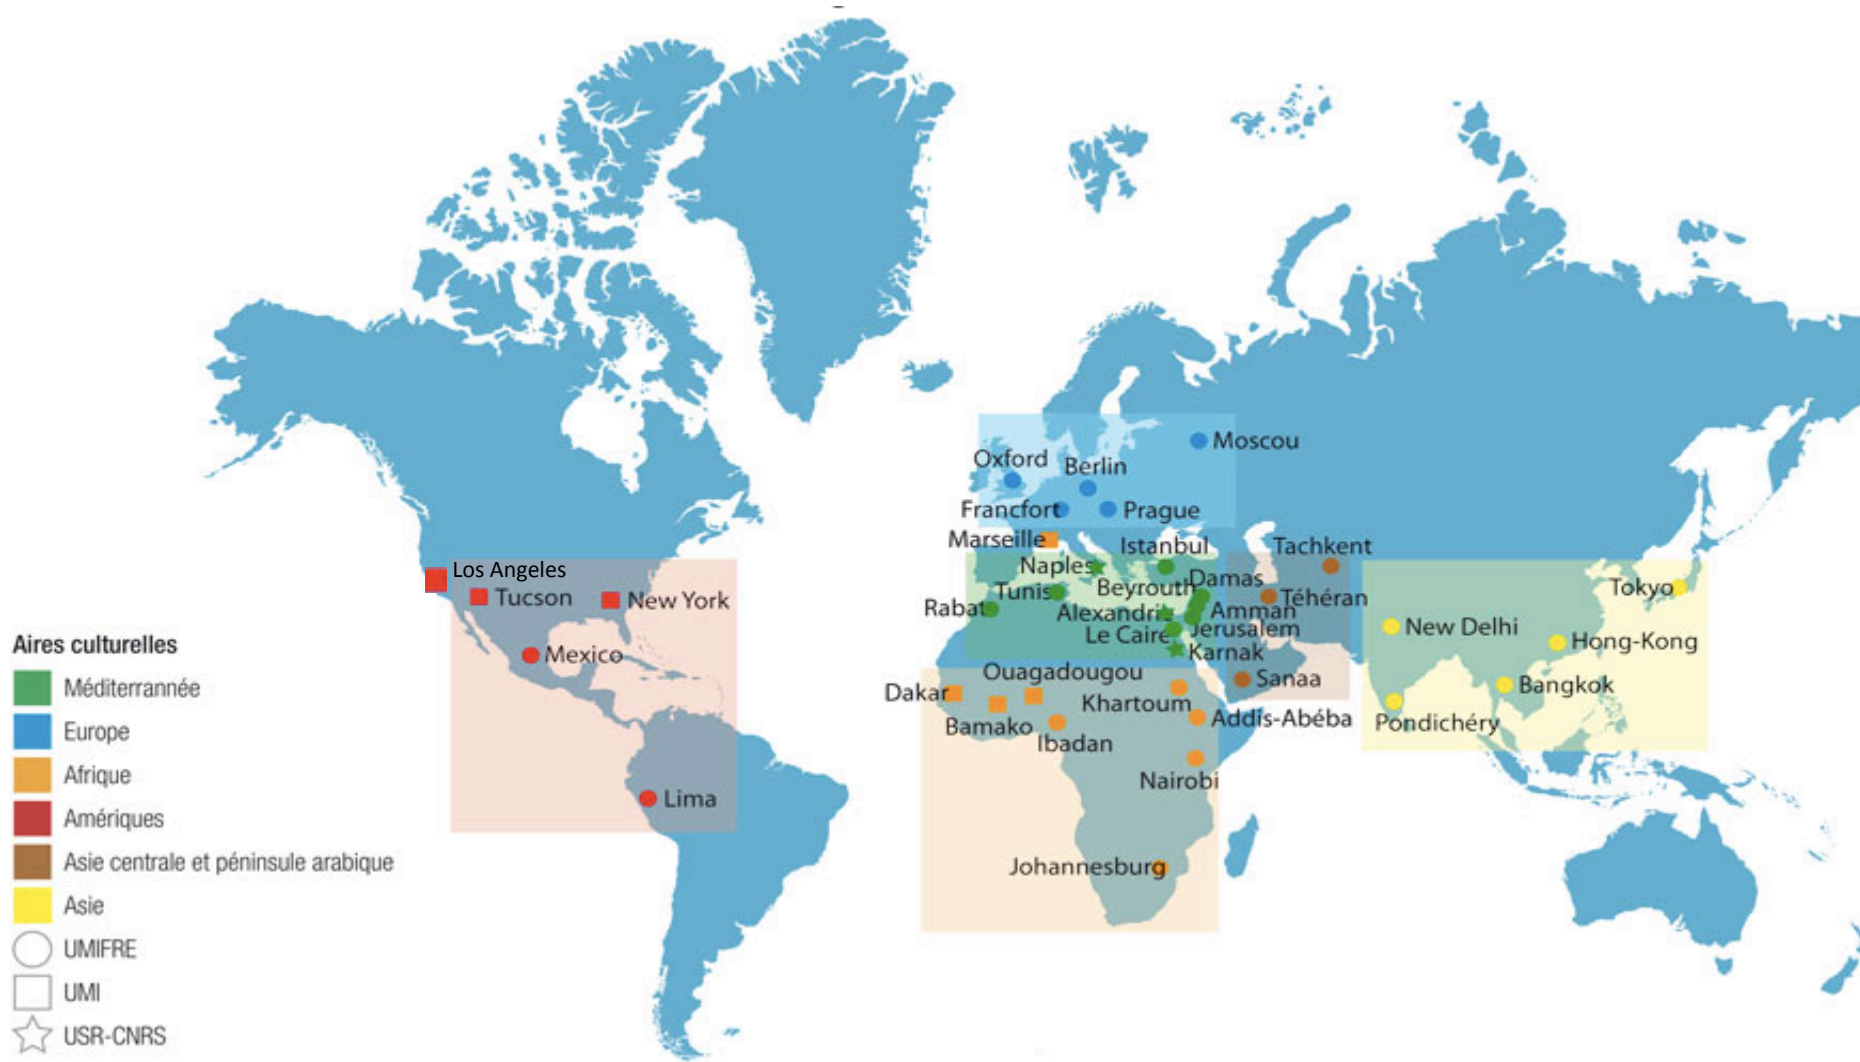 Moscou
Oxford
Berlin
Francfort
Prague
Marseille
Istanbul
Tachkent
Los Angeles
Naples
Damas
Tucson
New York
Tunis
Beyrouth
Téhéran
Tokyo
Rabat
Alexandrie
Amman
New Delhi
Le Caire
Jerusalem
Hong-Kong
Mexico
Karnak
Ouagadougou
Sanaa
Bangkok
Dakar
Khartoum
Bamako
Addis-Abéba
Pondichéry
Ibadan
Nairobi
Lima
Johannesburg
Aires culturelles
Méditerrannée
Europe
Afrique
Amériques
Asie centrale et péninsule arabique
Asie
UMIFRE
UMI
USR-CNRS